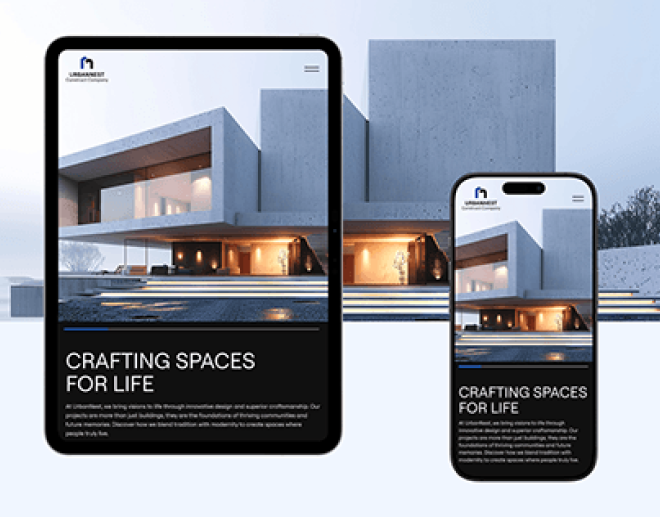 URBANNEST
Construct Company
CRAFTING SPACES
FOR LIFE
At UrbanNest, we bring visions to life through innovative design and superior craftsmanship. Our
projects are more than just buildings, they are the foundations of thriving communities and
future memories. Discover how we blend tradition with modernity to create spaces where
people truly live.
URBANNEST
Construct Company
CRAFTING SPACES
FOR LIFE
At UrbanNest, we bring visions to life through
innovative design and superior craftsmanship. Our
projects are more than just buildings, they are the
foundations of thriving communities and future
memories. Discover how we blend tradition with
modernity to create spaces where people truly live.